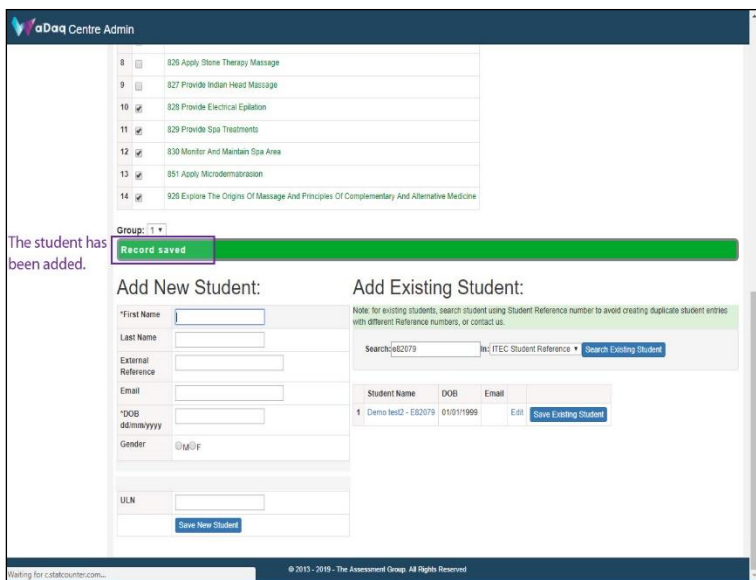 VaDaq Centre Admin
8 826 Apply Stone Therapy Massage
9 827 Provide Indian Head Massage
10 828 Provide Electrical Epilation
11 829 Provide Spa Treatments
12 830 Monitor And Maintain Spa Area
13 851 Apply Microdermabrasion
14 926 Explore The Origins Of Massage And Principles Of Complementary And Alternative Medicine
Group: 1
The student has
been added.
Record saved
Add New Student:
*First Name
Last Name
External
Reference
Email
*DOB
dd/mm/yyyy
Gender M F
ULN
Save New Student
Add Existing Student:
Note: for existing students, search student using Student Reference number to avoid creating duplicate student entries
with different Reference numbers, or contact us.
Search: e82079 In: ITEC Student Reference Search Existing Student
Student Name DOB Email
1 Demo test2 - E82079 01/01/1999 Edit Save Existing Student
© 2013 - 2019 - The Assessment Group. All Rights Reserved
Waiting for c.statcounter.com...